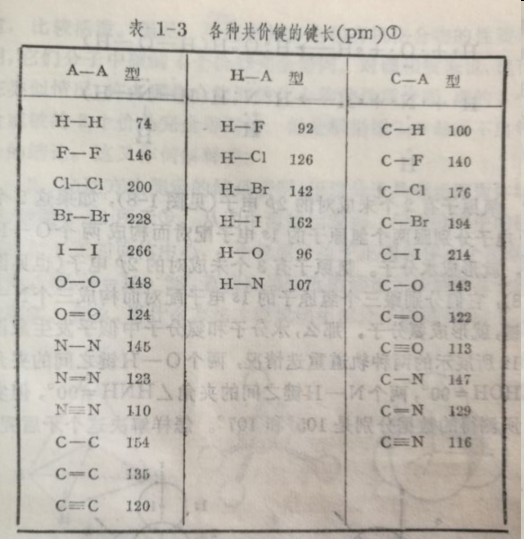 表 1-3 各种共价键的键长(pm)①
A—A 型 H—A 型 C—A 型
H—H 74 H—F 92 C—H 100
F—F 146 H—Cl 126 C—F 140
Cl—Cl 200 H—Br 142 C—Cl 176
Br—Br 228 H—I 162 C—Br 194
I—I 266 H—O 96 C—I 214
O—O 148 H—N 107 C—O 143
O=O 124 C=O 122
N—N 145 C≡O 113
N=N 123 C—N 147
N≡N 110 C=N 129
C—C 154 C≡N 116
C=C 135
C≡C 120